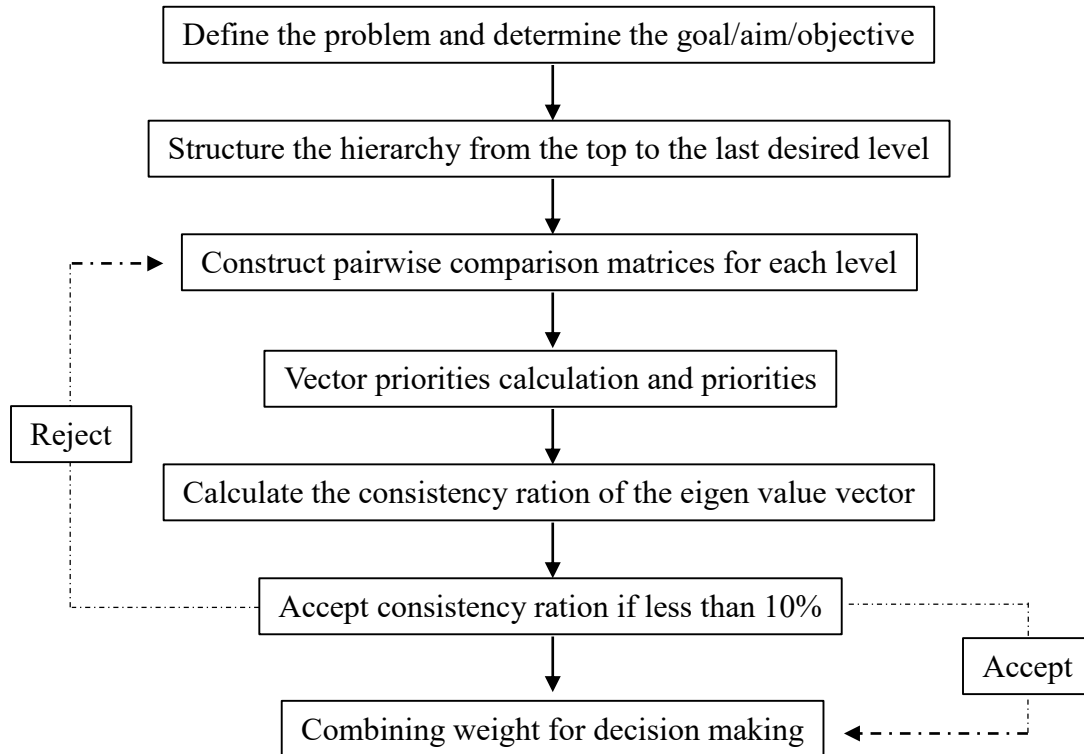 Define the problem and determine the goal/aim/objective
Structure the hierarchy from the top to the last desired level
Construct pairwise comparison matrices for each level
Vector priorities calculation and priorities
Reject
Calculate the consistency ration of the eigen value vector
Accept consistency ration if less than 10%
Accept
Combining weight for decision making